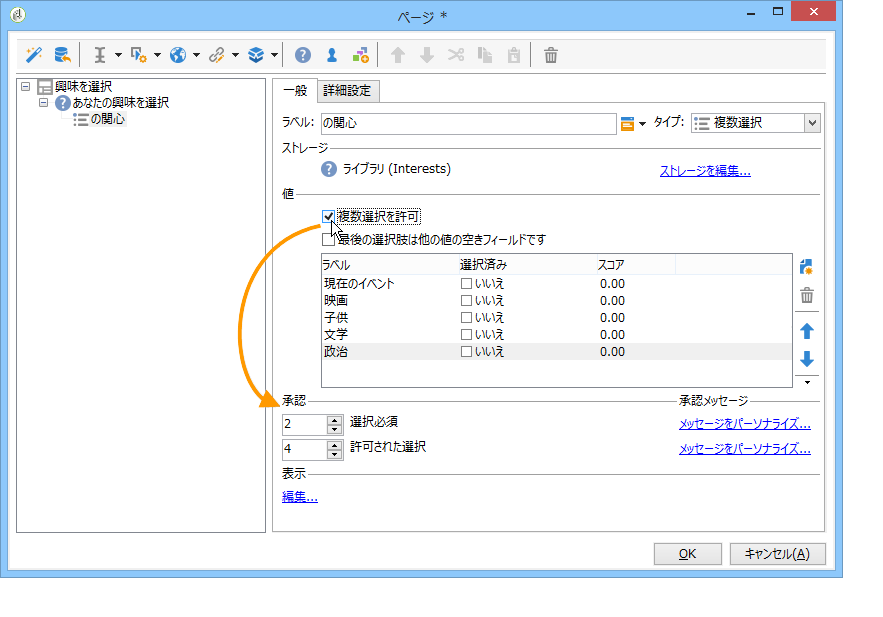 ページ *
興味を選択
あなたの興味を選択
の関心
一般 詳細設定
ラベル: の関心 タイプ: 複数選択
ストレージ
ライブラリ (Interests) ストレージを編集...
値
複数選択を許可
最後の選択肢は他の値の空きフィールドです
ラベル 選択済み スコア
現在のイベント いいえ 0.00
映画 いいえ 0.00
子供 いいえ 0.00
文学 いいえ 0.00
政治 いいえ 0.00
承認 承認メッセージ
2 選択必須 メッセージをパーソナライズ...
4 許可された選択 メッセージをパーソナライズ...
表示
編集...
OK キャンセル(A)